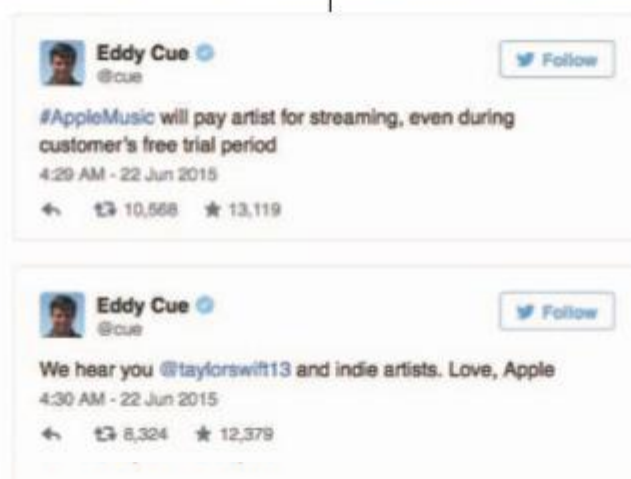 Eddy Cue
@cue
Follow
#AppleMusic will pay artist for streaming, even during
customer's free trial period
4:29 AM - 22 Jun 2015
10,568 13,119
Eddy Cue
@cue
Follow
We hear you @taylorswift13 and indie artists. Love, Apple
4:30 AM - 22 Jun 2015
8,324 12,379